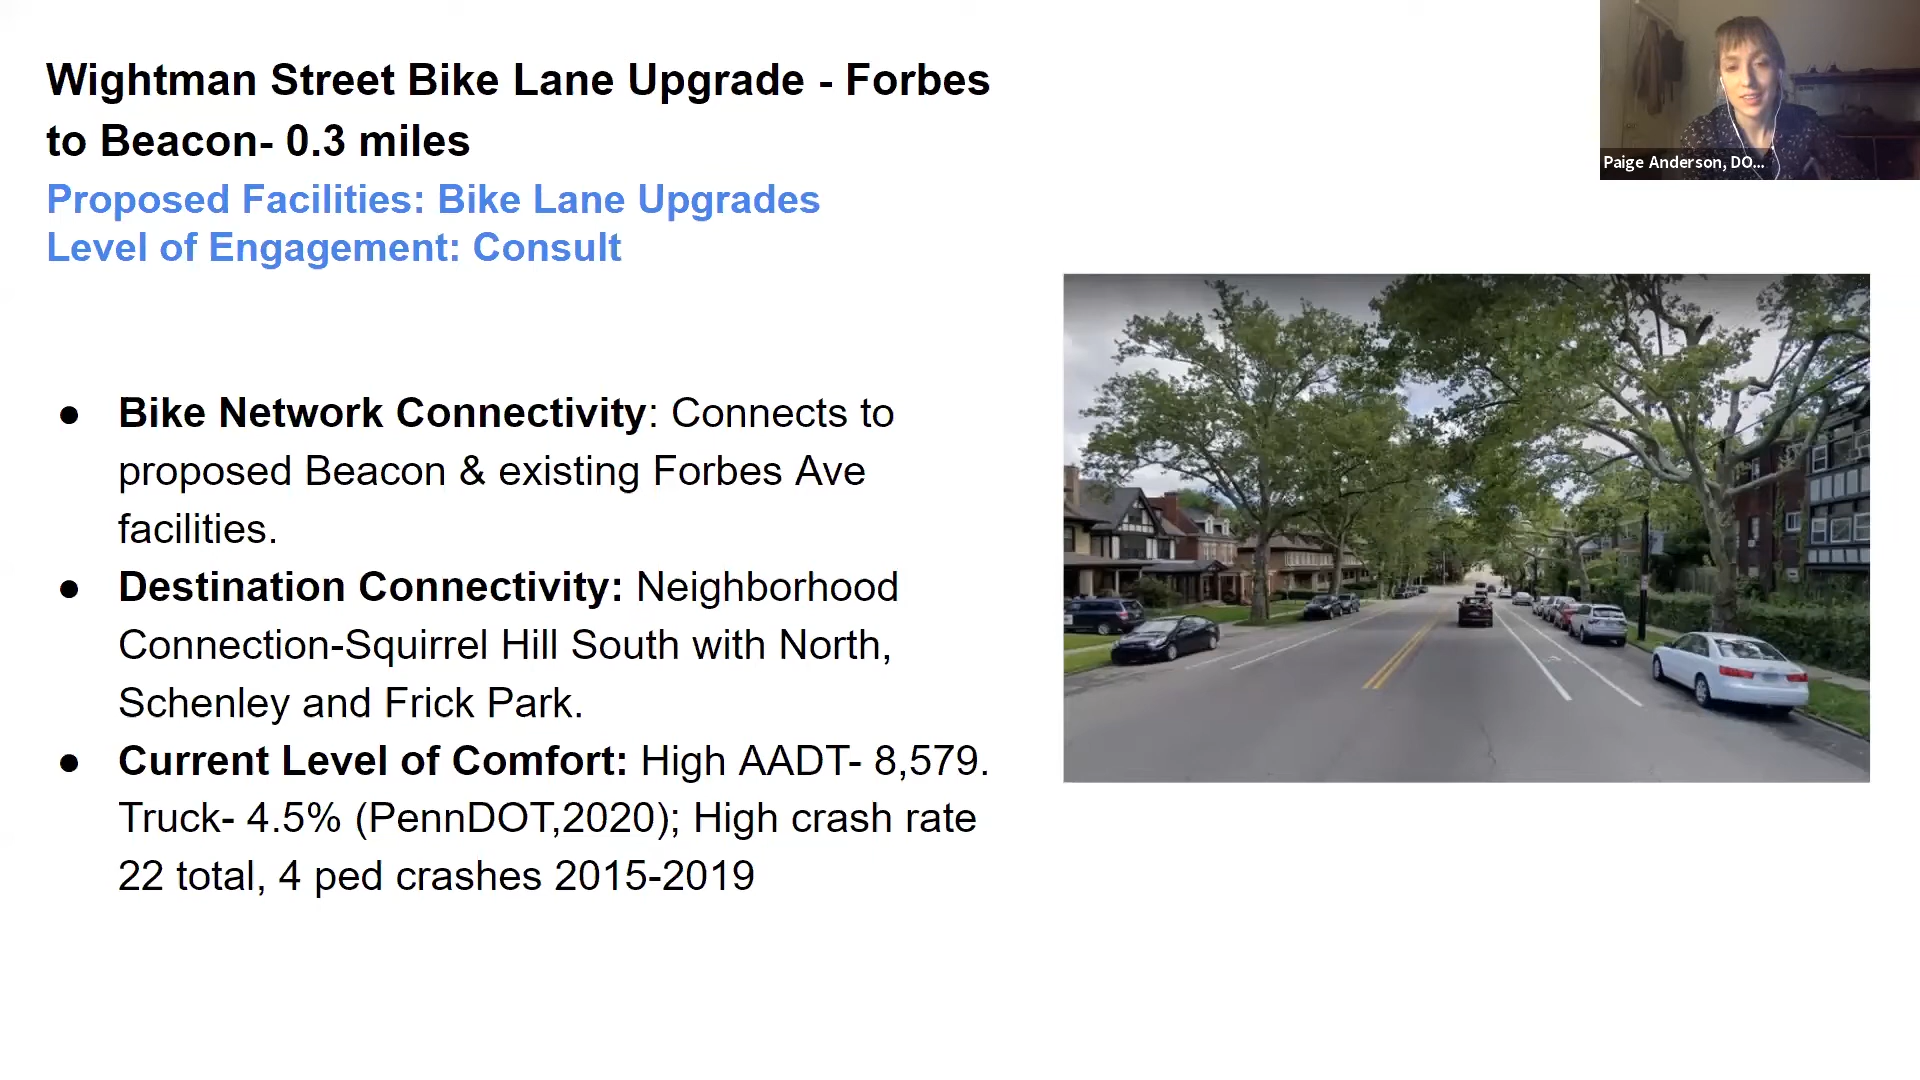 Wightman Street Bike Lane Upgrade - Forbes
to Beacon- 0.3 miles
Proposed Facilities: Bike Lane Upgrades
Level of Engagement: Consult
Paige Anderson, DO...
● Bike Network Connectivity: Connects to
proposed Beacon & existing Forbes Ave
facilities.
● Destination Connectivity: Neighborhood
Connection-Squirrel Hill South with North,
Schenley and Frick Park.
● Current Level of Comfort: High AADT- 8,579.
Truck- 4.5% (PennDOT,2020); High crash rate
22 total, 4 ped crashes 2015-2019